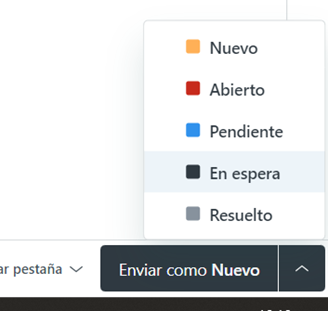 Nuevo
Abierto
Pendiente
En espera
Resuelto
ar pestaña
Enviar como Nuevo